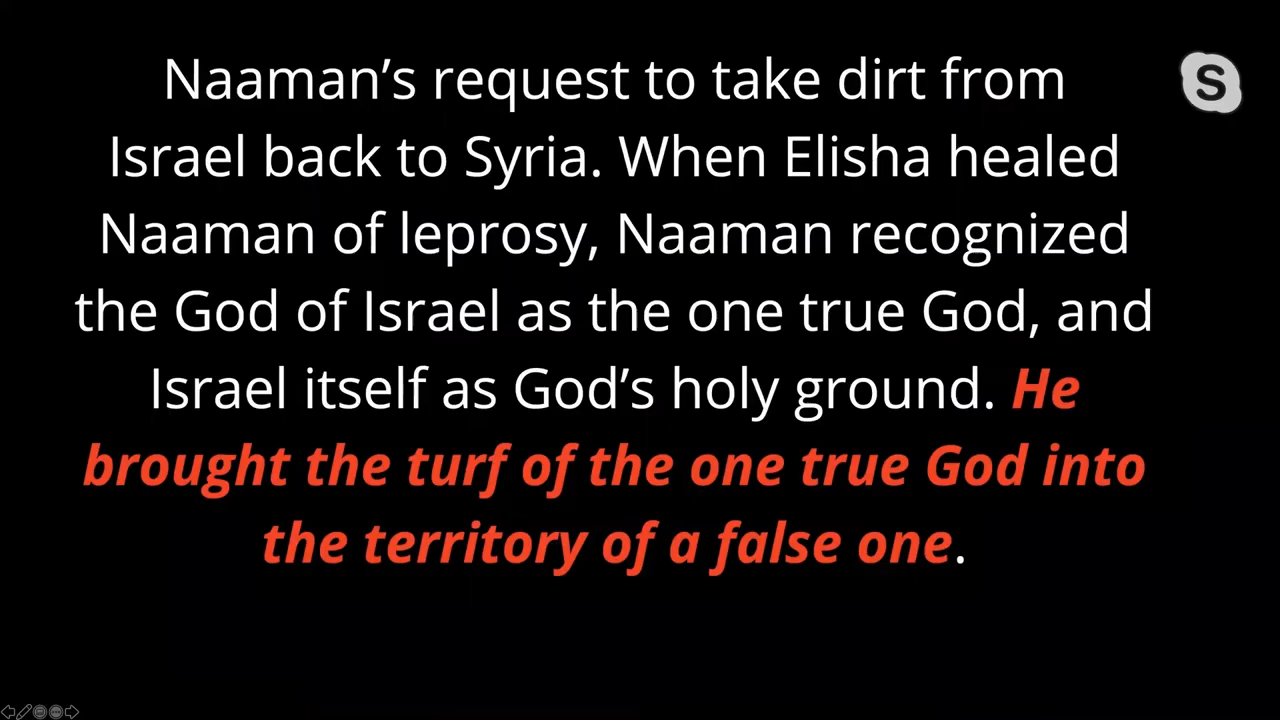 Naaman’s request to take dirt from
Israel back to Syria. When Elisha healed
Naaman of leprosy, Naaman recognized
the God of Israel as the one true God, and
Israel itself as God’s holy ground. He
brought the turf of the one true God into
the territory of a false one.
S